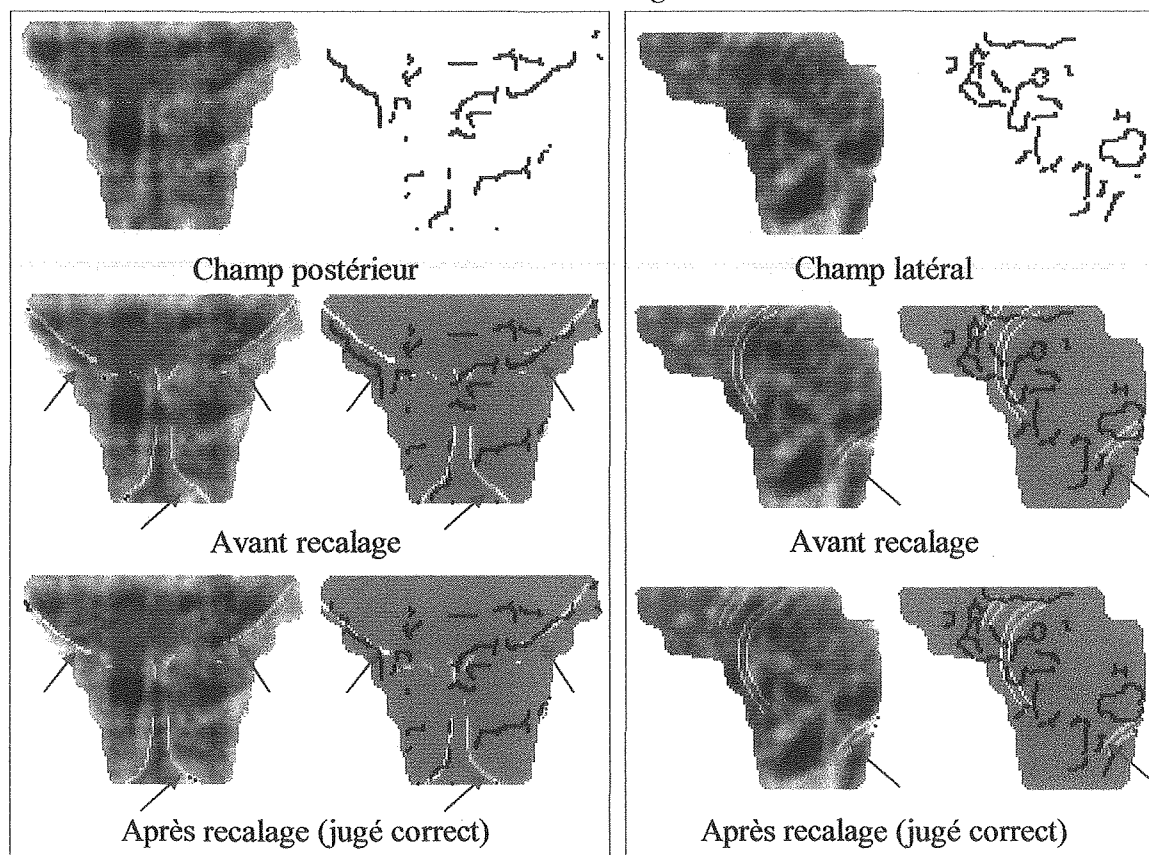 Champ postérieur
Champ latéral
Avant recalage
Avant recalage
Après recalage (jugé correct)
Après recalage (jugé correct)